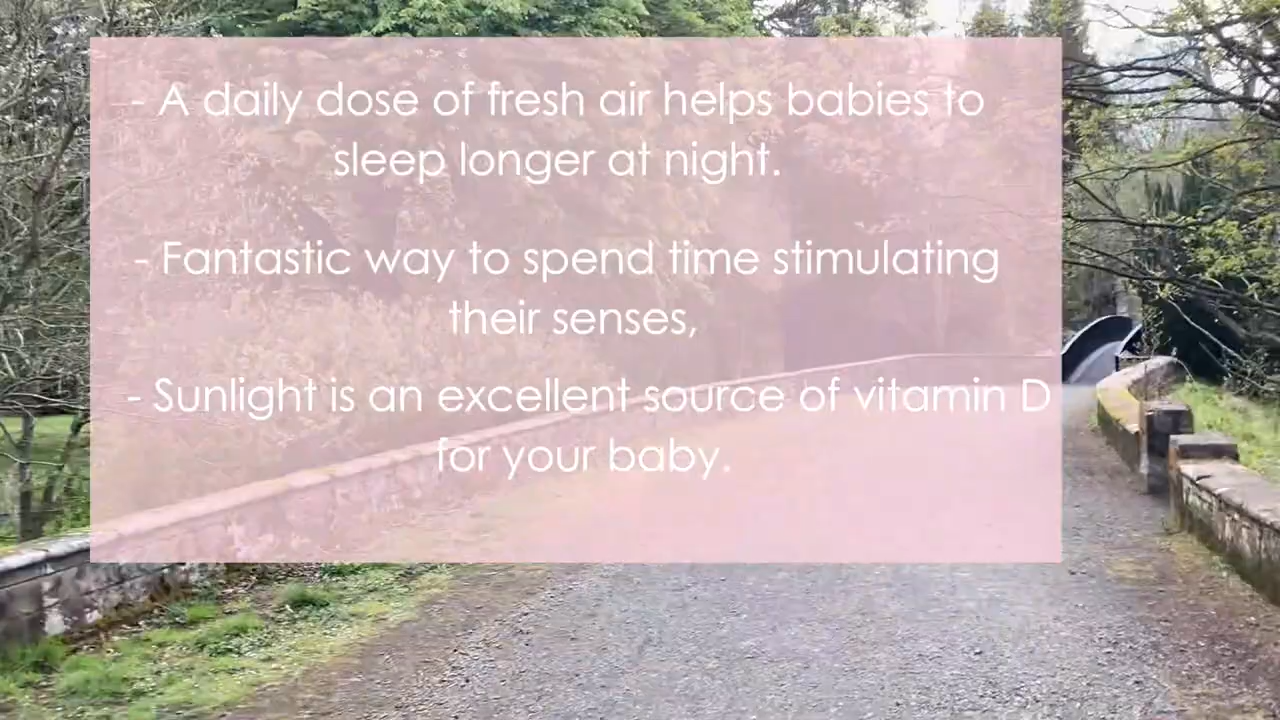 - A daily dose of fresh air helps babies to
sleep longer at night.
- Fantastic way to spend time stimulating
their senses,
- Sunlight is an excellent source of vitamin D
for your baby.